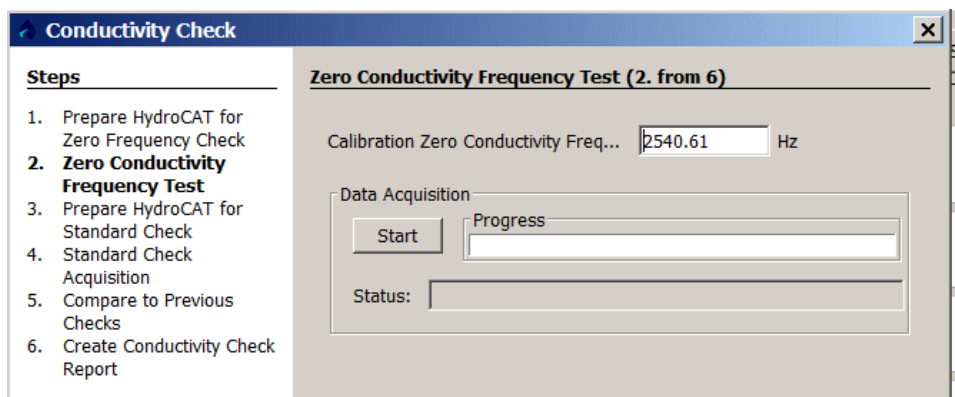 Conductivity Check
Steps
1. Prepare HydroCAT for
Zero Frequency Check
2. Zero Conductivity
Frequency Test
3. Prepare HydroCAT for
Standard Check
4. Standard Check
Acquisition
5. Compare to Previous
Checks
6. Create Conductivity Check
Report
Zero Conductivity Frequency Test (2. from 6)
Calibration Zero Conductivity Freq... 2540.61 Hz
Data Acquisition
Start
Progress
Status: